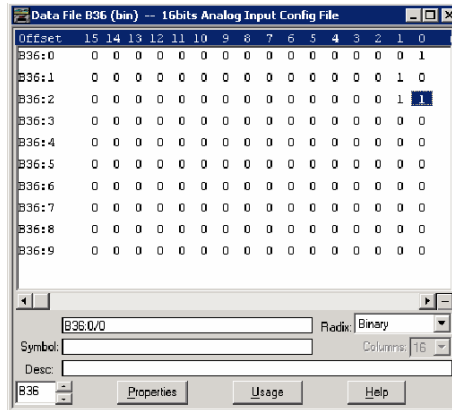 Data File B36 (bin) -- 16bits Analog Input Config File
Offset 15 14 13 12 11 10 9 8 7 6 5 4 3 2 1 0
B36:0 0 0 0 0 0 0 0 0 0 0 0 0 0 0 0 1
B36:1 0 0 0 0 0 0 0 0 0 0 0 0 0 0 1 0
B36:2 0 0 0 0 0 0 0 0 0 0 0 0 0 0 1 1
B36:3 0 0 0 0 0 0 0 0 0 0 0 0 0 0 0 0
B36:4 0 0 0 0 0 0 0 0 0 0 0 0 0 0 0 0
B36:5 0 0 0 0 0 0 0 0 0 0 0 0 0 0 0 0
B36:6 0 0 0 0 0 0 0 0 0 0 0 0 0 0 0 0
B36:7 0 0 0 0 0 0 0 0 0 0 0 0 0 0 0 0
B36:8 0 0 0 0 0 0 0 0 0 0 0 0 0 0 0 0
B36:9 0 0 0 0 0 0 0 0 0 0 0 0 0 0 0 0
B36:0/0 Radix: Binary
Symbol: Columns: 16
Desc:
B36 Properties Usage Help